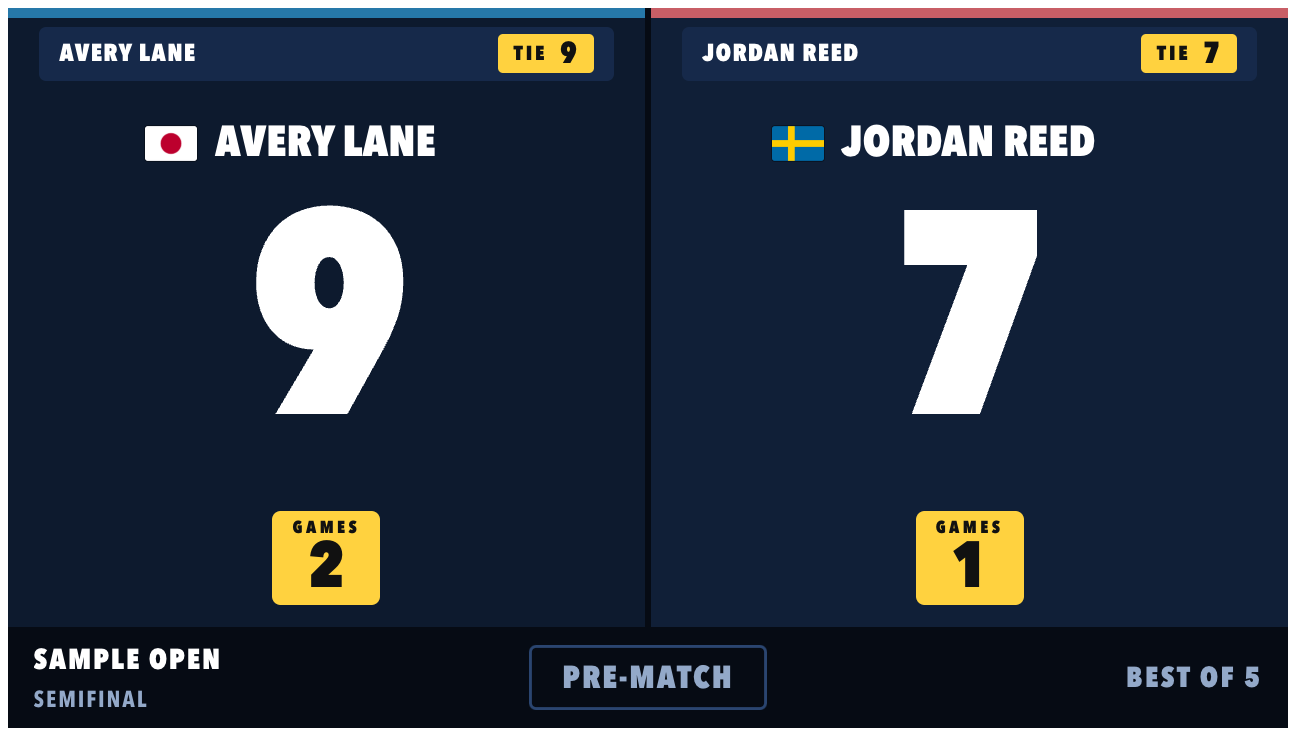 AVERY LANE TIE 9
JORDAN REED TIE 7
AVERY LANE
9
GAMES
2
JORDAN REED
7
GAMES
1
SAMPLE OPEN
SEMIFINAL
PRE-MATCH
BEST OF 5